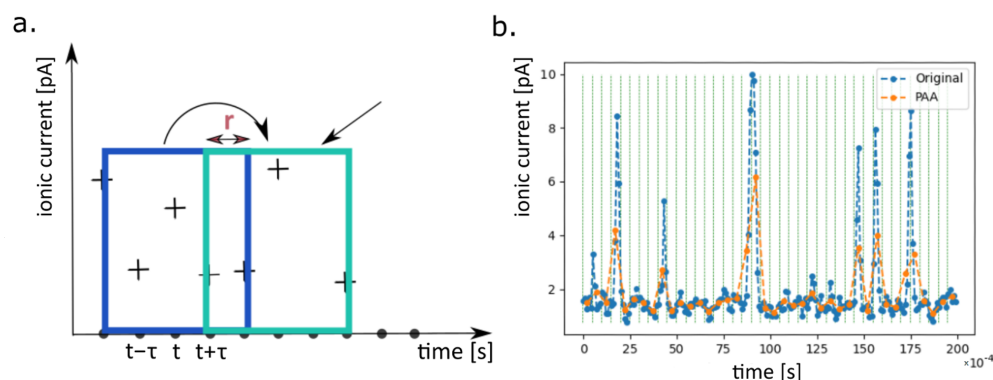 a.
ionic current [pA]
r
t−τ t t+τ
time [s]
b.
ionic current [pA]
10
8
6
4
2
Original
PAA
0 25 50 75 100 125 150 175 200
×10⁻⁴
time [s]